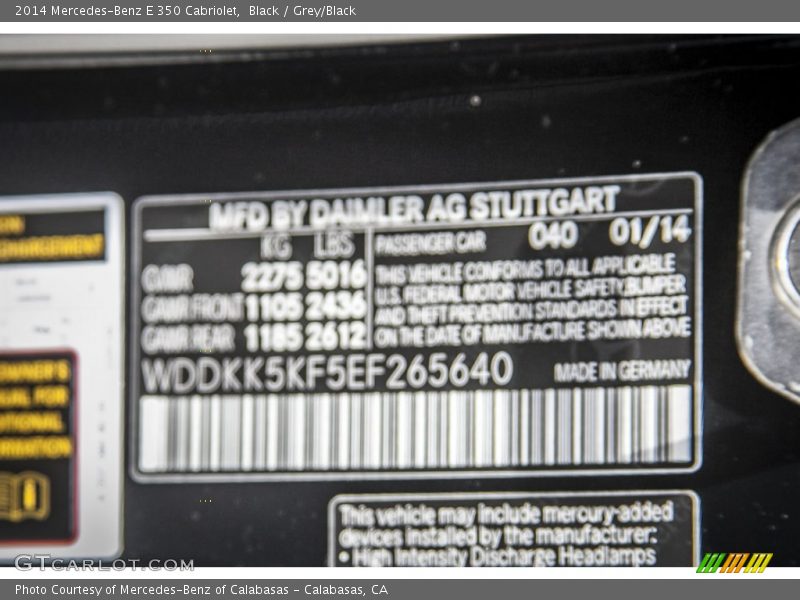 2014 Mercedes-Benz E 350 Cabriolet,  Black / Grey/Black
MFD BY DAIMLER AG STUTTGART
KG LBS PASSENGER CAR 040 01/14
GVWR 2275 5016 THIS VEHICLE CONFORMS TO ALL APPLICABLE
GAWR FRONT 1105 2436 U.S. FEDERAL MOTOR VEHICLE SAFETY, BUMPER
AND THEFT PREVENTION STANDARDS IN EFFECT
GAWR REAR 1185 2612 ON THE DATE OF MANUFACTURE SHOWN ABOVE
WDDKK5KF5EF265640 MADE IN GERMANY
This vehicle may include mercury-added
devices installed by the manufacturer:
• High Intensity Discharge Headlamps
GTCARLOT.COM
Photo Courtesy of Mercedes-Benz of Calabasas - Calabasas, CA